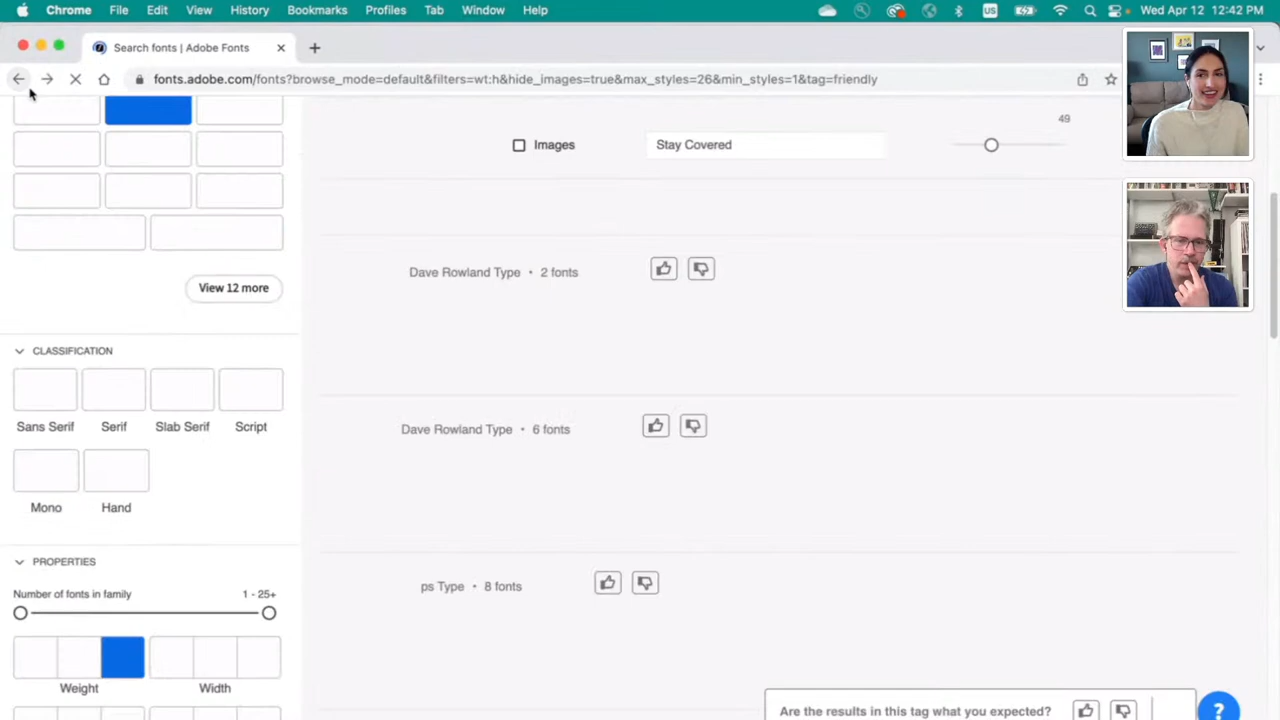 Chrome File Edit View History Bookmarks Profiles Tab Window Help US Wed Apr 12 12:42 PM
Search fonts | Adobe Fonts
fonts.adobe.com/fonts?browse_mode=default&filters=wt:h&hide_images=true&max_styles=26&min_styles=1&tag=friendly
49
Images Stay Covered
Dave Rowland Type • 2 fonts
View 12 more
CLASSIFICATION
Sans Serif Serif Slab Serif Script
Dave Rowland Type • 6 fonts
Mono Hand
PROPERTIES
Number of fonts in family 1 - 25+
ps Type • 8 fonts
Weight Width
Are the results in this tag what you expected? ?